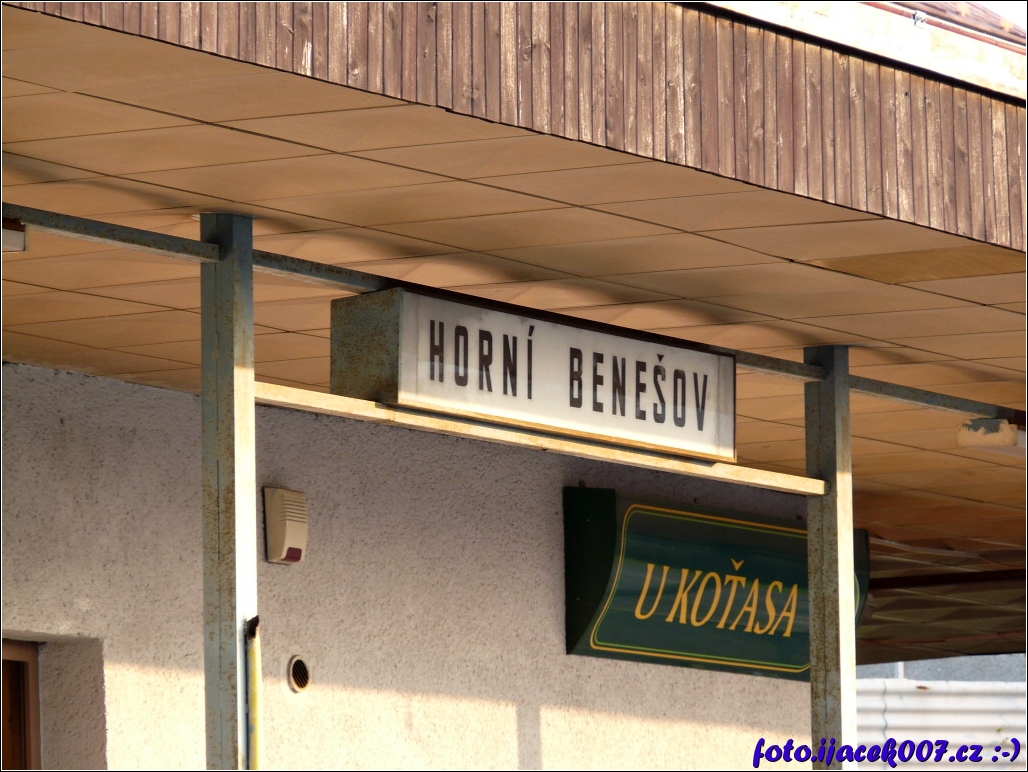 HORNÍ BENEŠOV
U KOŤASA
foto.ijacek007.cz :-)